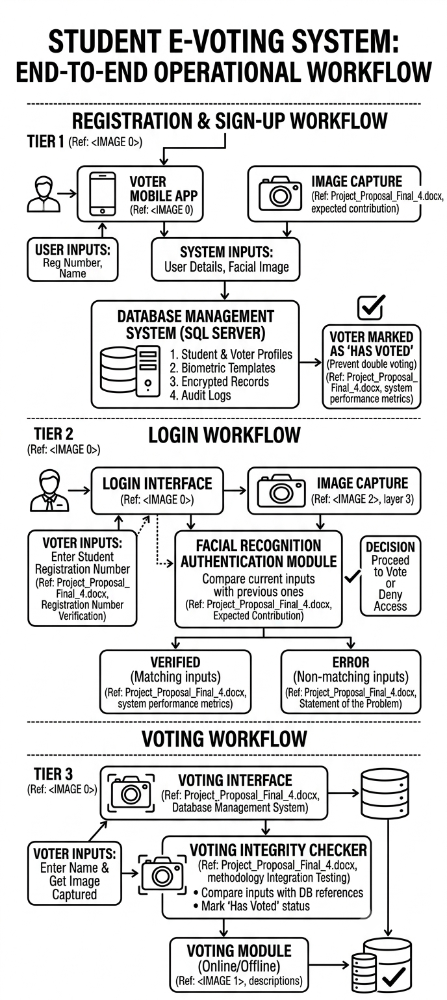 STUDENT E-VOTING SYSTEM:
END-TO-END OPERATIONAL WORKFLOW
REGISTRATION & SIGN-UP WORKFLOW
TIER 1 (Ref: <IMAGE 0>)
VOTER
MOBILE APP
(Ref: <IMAGE 0)
IMAGE CAPTURE
(Ref: Project_Proposal_Final_4.docx,
expected contribution)
USER INPUTS:
Reg Number,
Name
SYSTEM INPUTS:
User Details, Facial Image
DATABASE MANAGEMENT
SYSTEM (SQL SERVER)
1. Student & Voter Profiles
2. Biometric Templates
3. Encrypted Records
4. Audit Logs
VOTER MARKED
AS 'HAS VOTED'
(Prevent double voting)
(Ref: Project_Proposal_
Final_4.docx, system
performance metrics)
TIER 2
(Ref: <IMAGE 0>)
LOGIN WORKFLOW
LOGIN INTERFACE
(Ref: <IMAGE 0>)
IMAGE CAPTURE
(Ref: <IMAGE 2>, layer 3)
VOTER INPUTS:
Enter Student
Registration Number
(Ref: Project_Proposal_
Final_4.docx,
Registration Number
Verification)
FACIAL RECOGNITION
AUTHENTICATION MODULE
Compare current inputs
with previous ones
(Ref: Project_Proposal_Final_4.docx,
Expected Contribution)
DECISION
Proceed
to Vote
or
Deny
Access
VERIFIED
(Matching inputs)
(Ref: Project_Proposal_Final_4.docx,
system performance metrics)
ERROR
(Non-matching inputs)
(Ref: Project_Proposal_Final_4.docx,
Statement of the Problem)
VOTING WORKFLOW
TIER 3
(Ref: <IMAGE 0>)
VOTING INTERFACE
(Ref: Project_Proposal_Final_4.docx,
Database Management System)
VOTER INPUTS:
Enter Name &
Get Image
Captured
VOTING INTEGRITY CHECKER
(Ref: Project_Proposal_Final_4.docx,
methodology Integration Testing)
• Compare inputs with DB references
• Mark 'Has Voted' status
VOTING MODULE
(Online/Offline)
(Ref: <IMAGE 1>, descriptions)